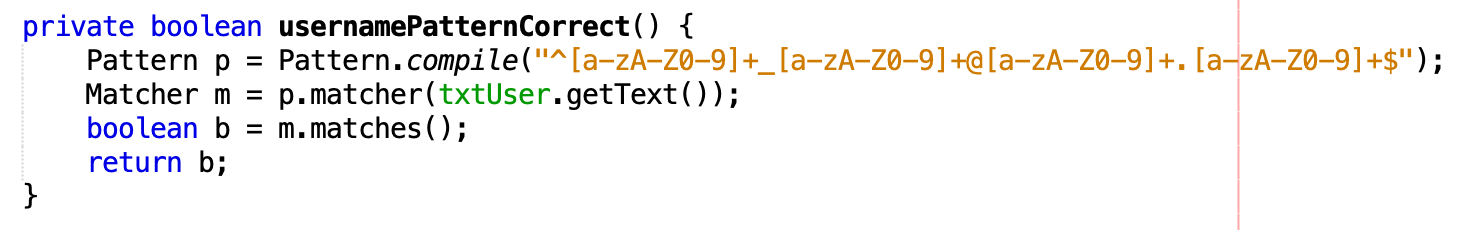 private boolean usernamePatternCorrect() {
    Pattern p = Pattern.compile("^[a-zA-Z0-9]+_[a-zA-Z0-9]+@[a-zA-Z0-9]+.[a-zA-Z0-9]+$");
    Matcher m = p.matcher(txtUser.getText());
    boolean b = m.matches();
    return b;
}